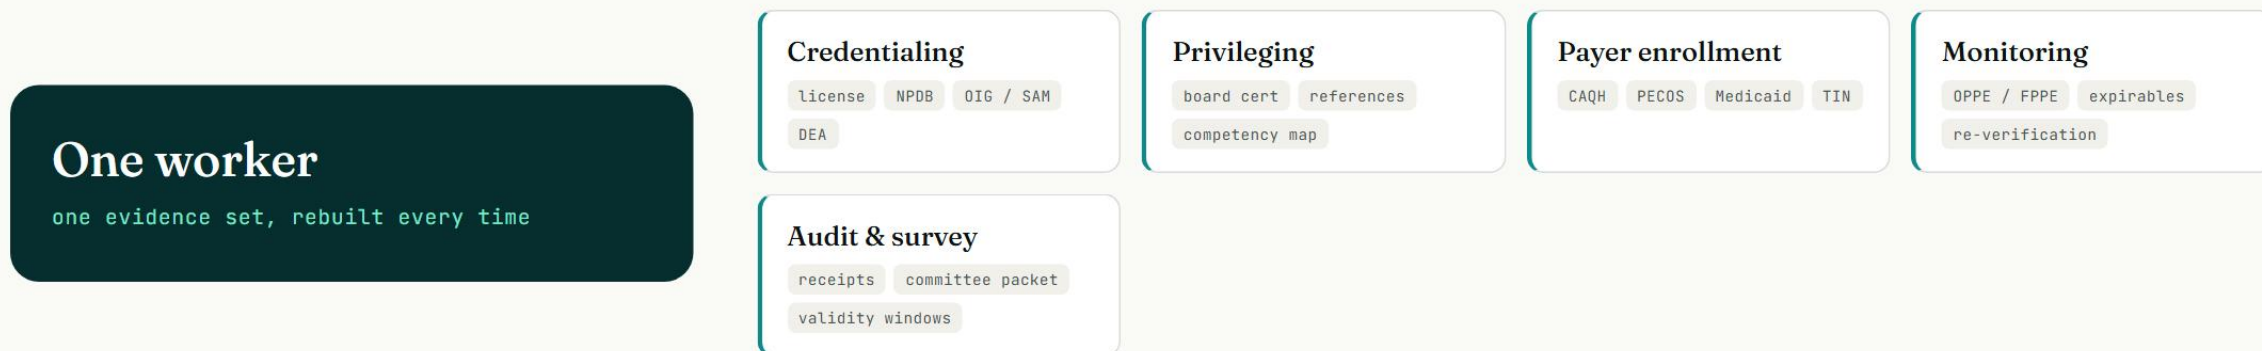 One worker
one evidence set, rebuilt every time
Credentialing
license NPDB OIG / SAM
DEA
Privileging
board cert references
competency map
Payer enrollment
CAQH PECOS Medicaid TIN
Monitoring
OPPE / FPPE expirables
re-verification
Audit & survey
receipts committee packet
validity windows